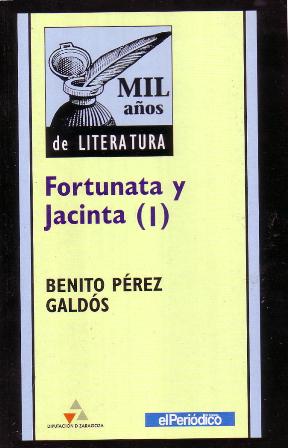 MIL
años
de LITERATURA
Fortunata y
Jacinta (I)
BENITO PÉREZ
GALDÓS
DIPUTACIÓN D ZARAGOZA
elPeriódico